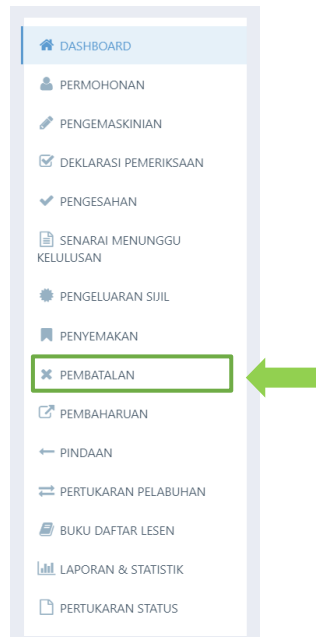 DASHBOARD
PERMOHONAN
PENGEMASKINIAN
DEKLARASI PEMERIKSAAN
PENGESAHAN
SENARAI MENUNGGU
KELULUSAN
PENGELUARAN SIJIL
PENYEMAKAN
PEMBATALAN
PEMBAHARUAN
PINDAAN
PERTUKARAN PELABUHAN
BUKU DAFTAR LESEN
LAPORAN & STATISTIK
PERTUKARAN STATUS